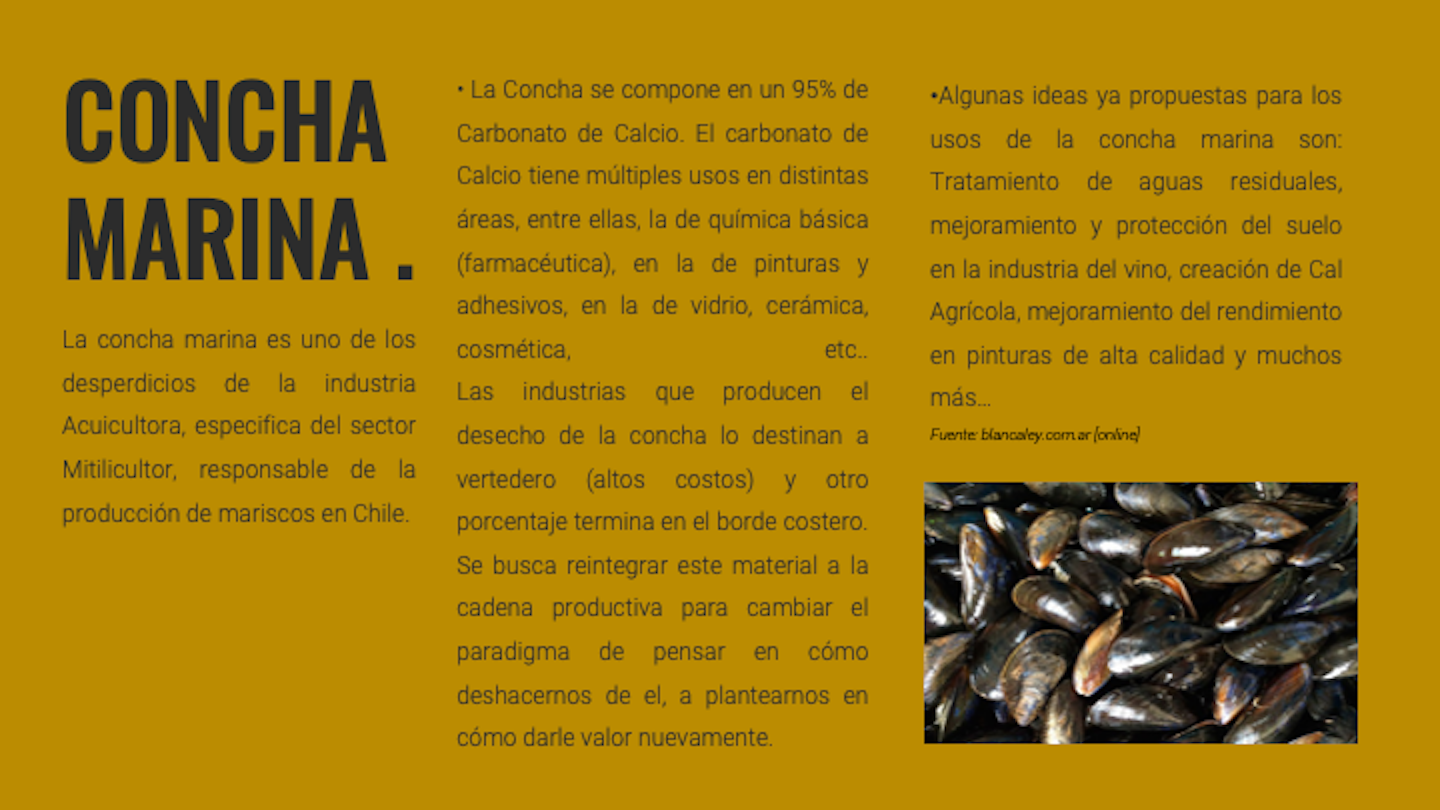 CONCHA
MARINA .
La concha marina es uno de los
desperdicios de la industria
Acuicultora, especifica del sector
Mitilicultor, responsable de la
producción de mariscos en Chile.
• La Concha se compone en un 95% de
Carbonato de Calcio. El carbonato de
Calcio tiene múltiples usos en distintas
áreas, entre ellas, la de química básica
(farmacéutica), en la de pinturas y
adhesivos, en la de vidrio, cerámica,
cosmética, etc..
Las industrias que producen el
desecho de la concha lo destinan a
vertedero (altos costos) y otro
porcentaje termina en el borde costero.
Se busca reintegrar este material a la
cadena productiva para cambiar el
paradigma de pensar en cómo
deshacernos de el, a plantearnos en
cómo darle valor nuevamente.
•Algunas ideas ya propuestas para los
usos de la concha marina son:
Tratamiento de aguas residuales,
mejoramiento y protección del suelo
en la industria del vino, creación de Cal
Agrícola, mejoramiento del rendimiento
en pinturas de alta calidad y muchos
más...
Fuente: blancaley.com.ar [online]